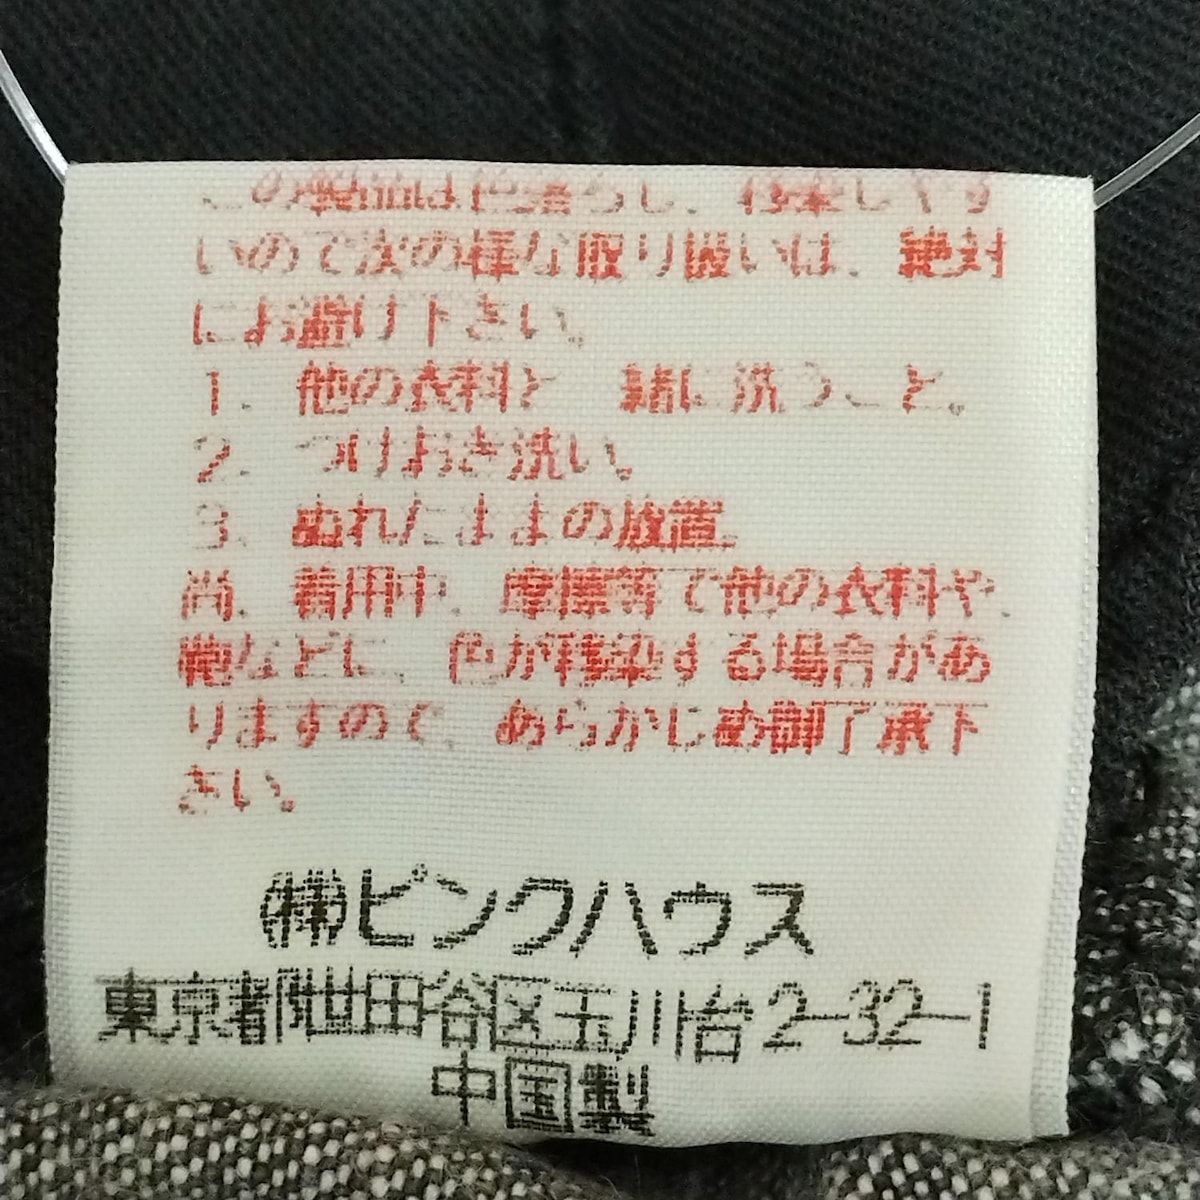 この製品は色落ちし、移染しやす
いので次の様な取り扱いは、絶対
にお避け下さい。
1. 他の衣料と一緒に洗うこと。
2. つけおき洗い。
3. ぬれたままの放置。
尚、着用中、摩擦等で他の衣料や、
鞄などに、色が移染する場合があ
りますので、あらかじめ御了承下
さい。
㈱ピンクハウス
東京都世田谷区玉川台2-32-1
中国製